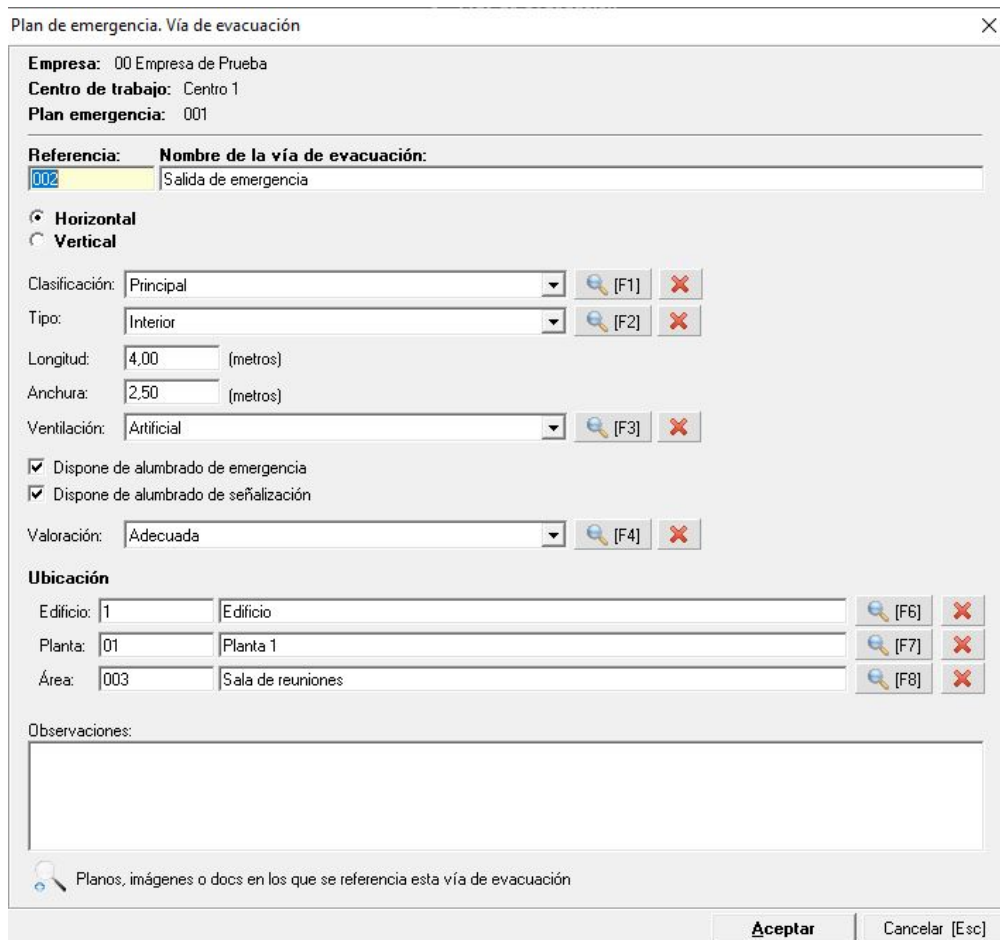 Plan de emergencia. Vía de evacuación
Empresa: 00 Empresa de Prueba
Centro de trabajo: Centro 1
Plan emergencia: 001
Referencia: Nombre de la vía de evacuación:
002 Salida de emergencia
Horizontal
Vertical
Clasificación: Principal [F1]
Tipo: Interior [F2]
Longitud: 4,00 (metros)
Anchura: 2,50 (metros)
Ventilación: Artificial [F3]
Dispone de alumbrado de emergencia
Dispone de alumbrado de señalización
Valoración: Adecuada [F4]
Ubicación
Edificio: 1 Edificio [F6]
Planta: 01 Planta 1 [F7]
Área: 003 Sala de reuniones [F8]
Observaciones:
Planos, imágenes o docs en los que se referencia esta vía de evacuación
Aceptar Cancelar [Esc]